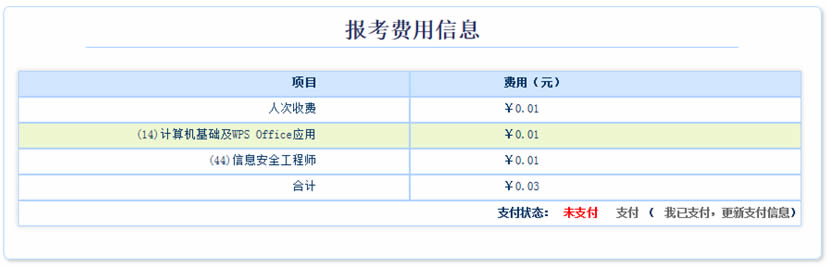 报考费用信息
项目 费用（元）
人次收费 ￥0.01
(14)计算机基础及WPS Office应用 ￥0.01
(44)信息安全工程师 ￥0.01
合计 ￥0.03
支付状态： 未支付 支付 ( 我已支付，更新支付信息)